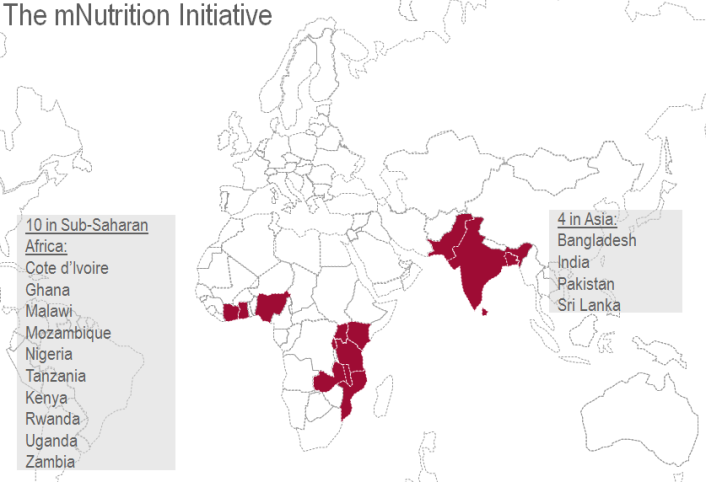 The mNutrition Initiative
10 in Sub-Saharan
Africa:
Cote d'Ivoire
Ghana
Malawi
Mozambique
Nigeria
Tanzania
Kenya
Rwanda
Uganda
Zambia
4 in Asia:
Bangladesh
India
Pakistan
Sri Lanka